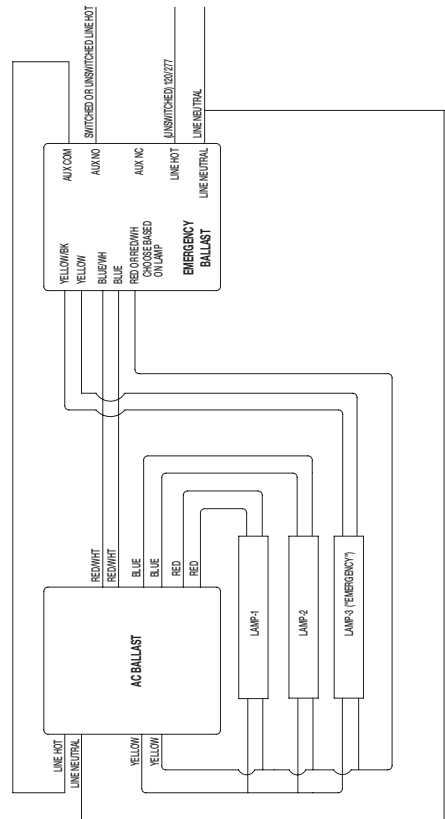 SWITCHED OR UNSWITCHED LINE HOT
(UNSWITCHED) 120/277
LINE NEUTRAL
AUX COM
AUX NO
AUX NC
LINE HOT
LINE NEUTRAL
YELLOW/BK
YELLOW
BLUE/WH
BLUE
RED OR RED/WH
CHOOSE BASED
ON LAMP
EMERGENCY
BALLAST
RED/WHT
RED/WHT
BLUE
BLUE
RED
RED
AC BALLAST
LAMP-1
LAMP-2
LAMP-3 ("EMERGENCY")
LINE HOT
LINE NEUTRAL
YELLOW
YELLOW